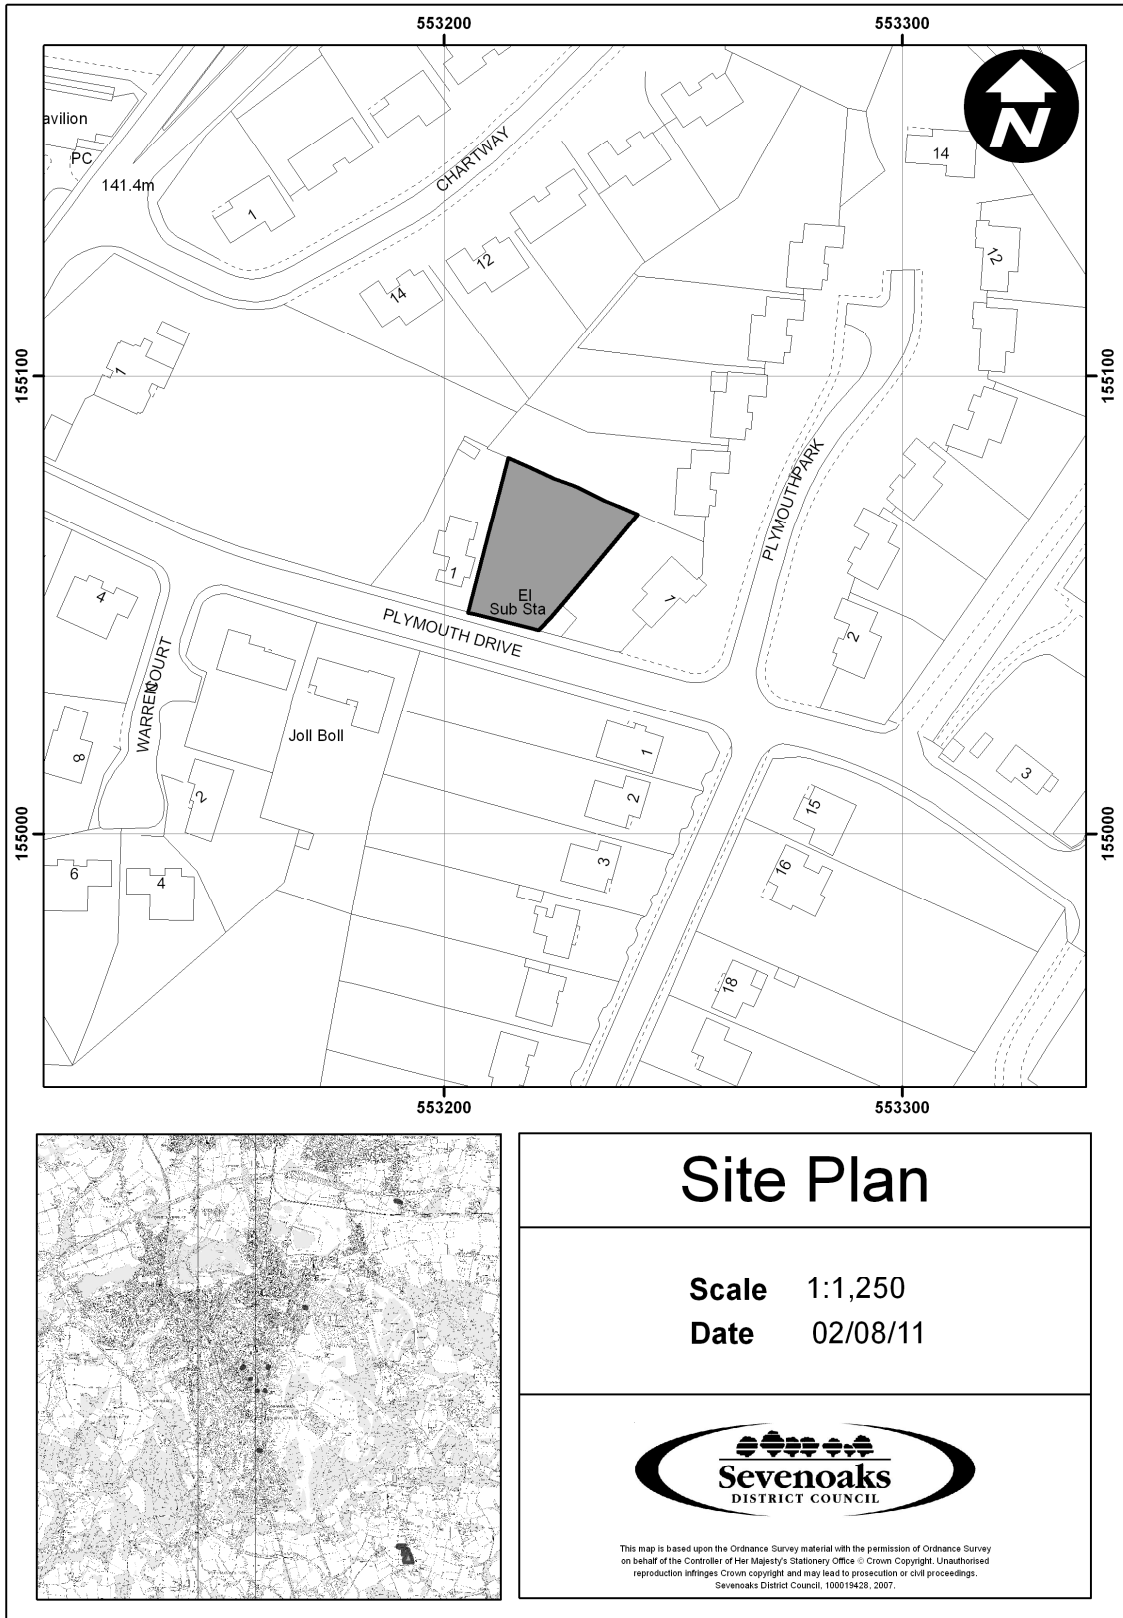 553200
553300
155100
155100
155000
155000
553200
553300
N
avilion
PC
141.4m
CHARTWAY
1
12
14
14
12
1
PLYMOUTHPARK
1
1
El
Sub Sta
PLYMOUTH DRIVE
2
4
WARREN COURT
8
2
6
4
Joll Boll
1
2
3
15
16
18
3
Site Plan
Scale 1:1,250
Date 02/08/11
Sevenoaks
DISTRICT COUNCIL
This map is based upon the Ordnance Survey material with the permission of Ordnance Survey
on behalf of the Controller of Her Majesty's Stationery Office © Crown Copyright. Unauthorised
reproduction infringes Crown copyright and may lead to prosecution or civil proceedings.
Sevenoaks District Council, 100019428, 2007.